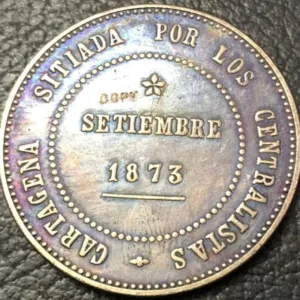 CARTAGENA SITIADA POR LOS CENTRALISTAS
COPY
SETIEMBRE
1873